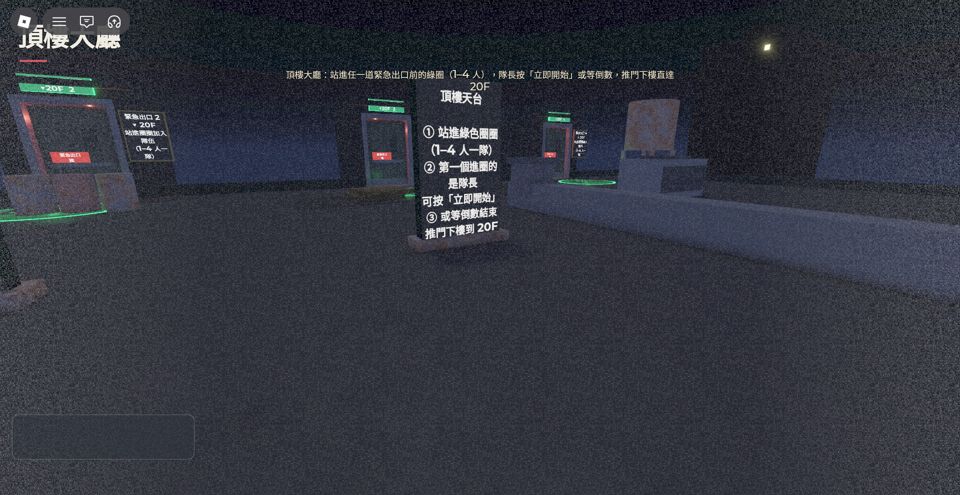 頂樓大廳
頂樓大廳：站進任一道緊急出口前的綠圈（1–4 人），隊長按「立即開始」或等倒數，推門下樓直達
20F
▼20F 2
緊急出口 2
▼ 20F
站進圈圈加入
隊伍
（1–4 人一
隊）
緊急出口
頂樓天台
① 站進綠色圈圈
（1–4 人一隊）
② 第一個進圈的
是隊長
可按「立即開始」
③ 或等倒數結束
推門下樓到 20F